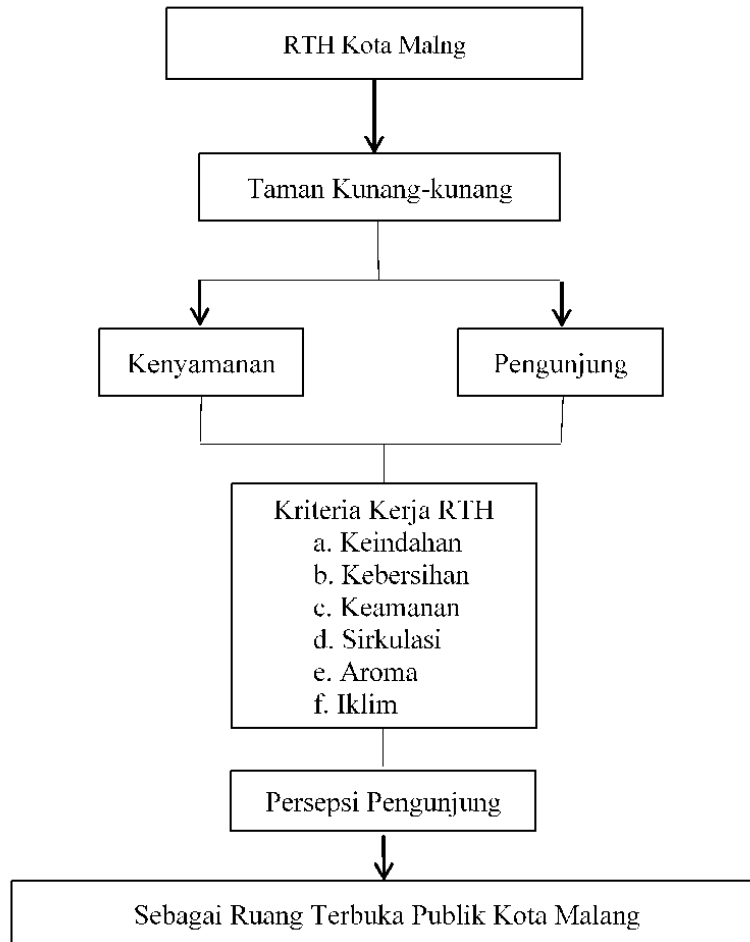 RTH Kota Malng
Taman Kunang-kunang
Kenyamanan
Pengunjung
Kriteria Kerja RTH
a. Keindahan
b. Kebersihan
c. Keamanan
d. Sirkulasi
e. Aroma
f. Iklim
Persepsi Pengunjung
Sebagai Ruang Terbuka Publik Kota Malang